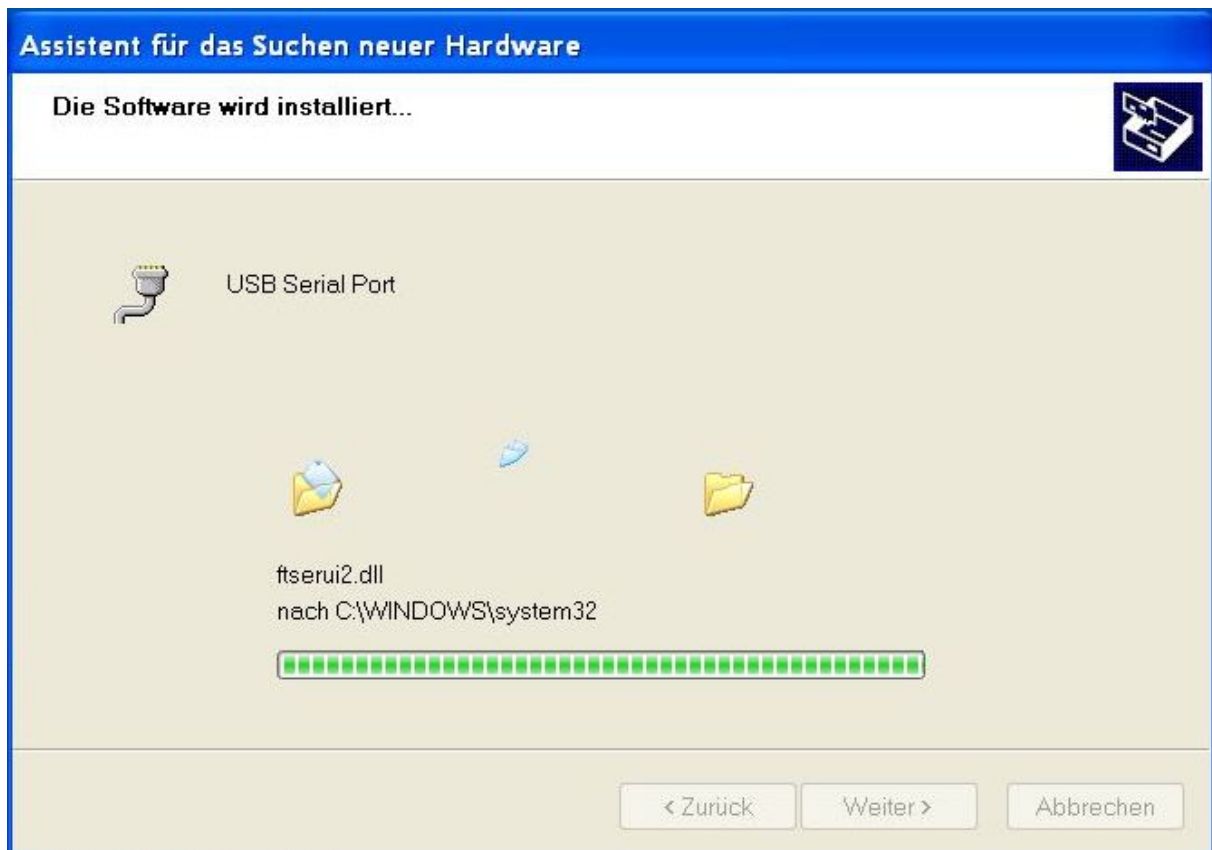 Assistent für das Suchen neuer Hardware
Die Software wird installiert...
USB Serial Port
ftserui2.dll
nach C:\WINDOWS\system32
< Zurück
Weiter >
Abbrechen